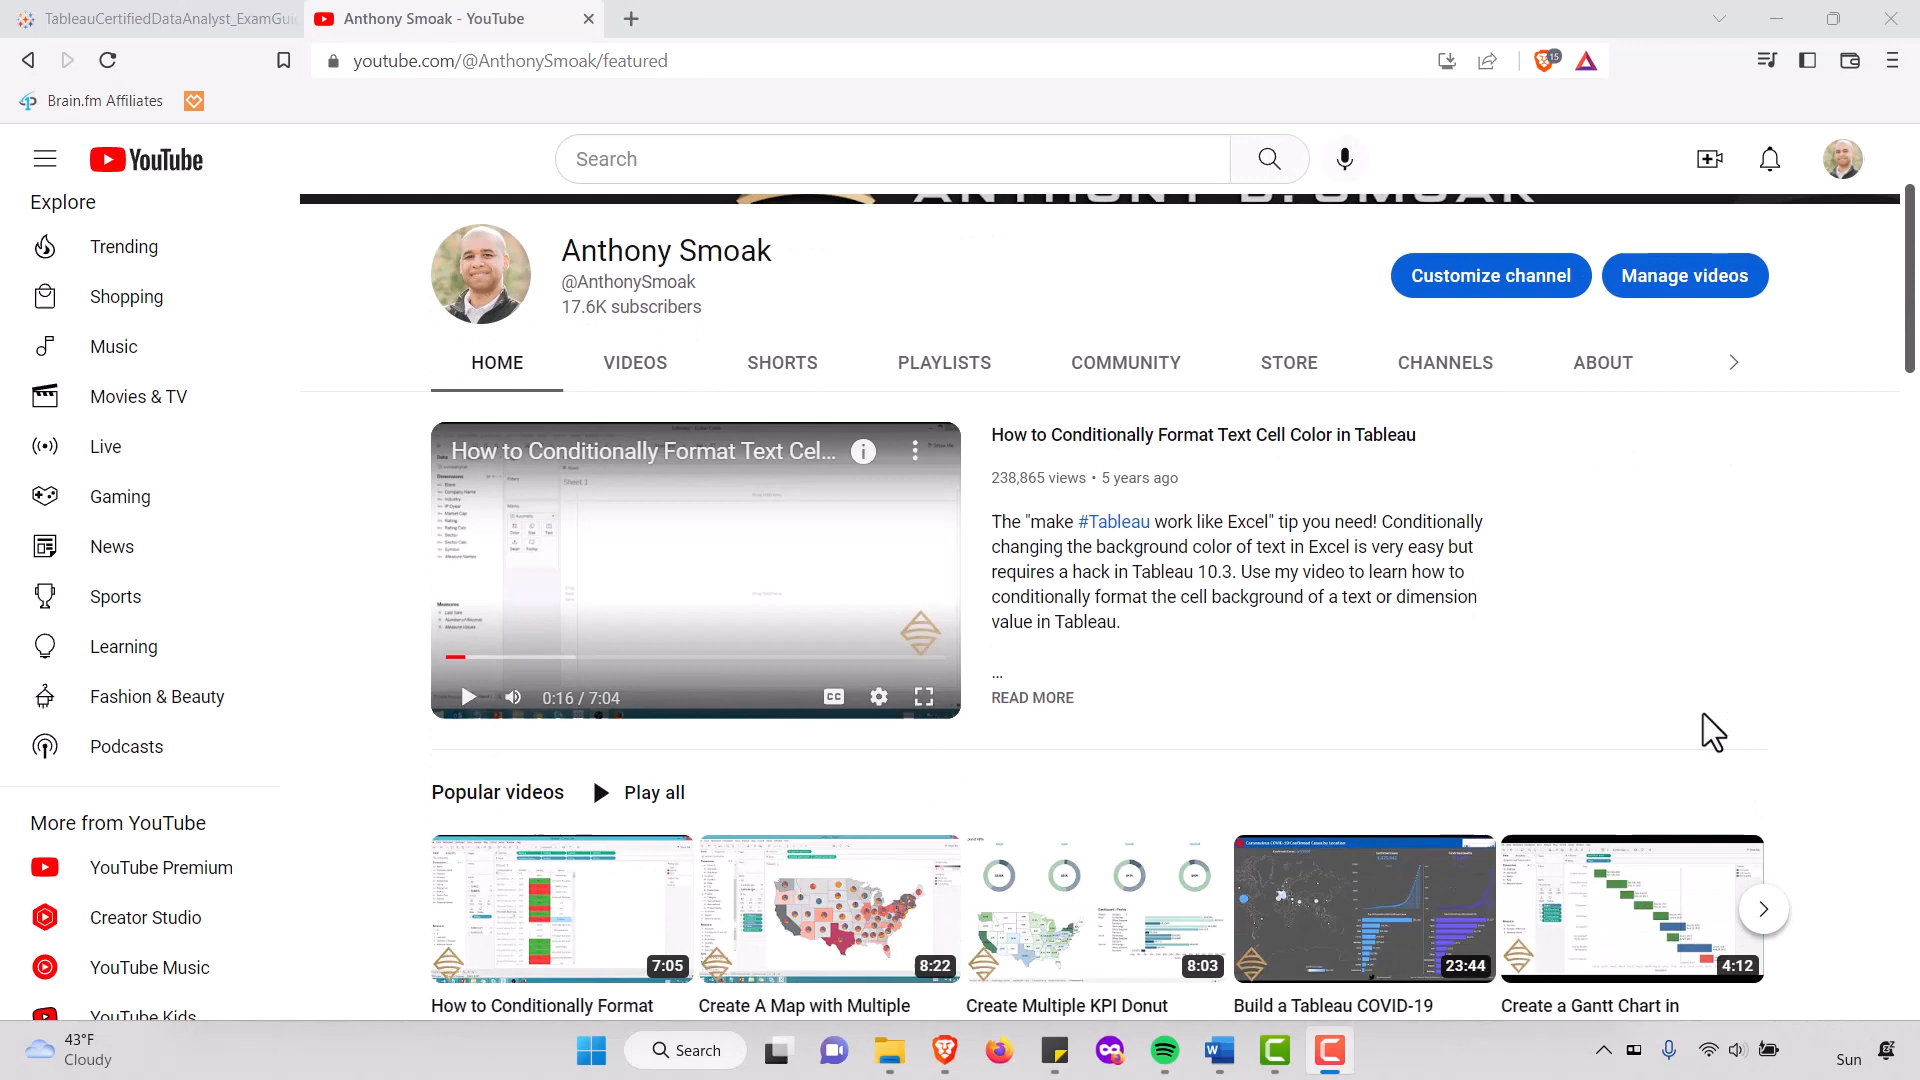 TableauCertifiedDataAnalyst_ExamGui
Anthony Smoak - YouTube
youtube.com/@AnthonySmoak/featured
15
Brain.fm Affiliates
YouTube
Search
Explore
Trending
Shopping
Music
Movies & TV
Live
Gaming
News
Sports
Learning
Fashion & Beauty
Podcasts
More from YouTube
YouTube Premium
Creator Studio
YouTube Music
YouTube Kids
ANTHONY B. SMOAK
Anthony Smoak
@AnthonySmoak
17.6K subscribers
Customize channel
Manage videos
HOME VIDEOS SHORTS PLAYLISTS COMMUNITY STORE CHANNELS ABOUT
How to Conditionally Format Text Cel...
Sheet 1
0:16 / 7:04
CC
How to Conditionally Format Text Cell Color in Tableau
238,865 views • 5 years ago
The "make #Tableau work like Excel" tip you need! Conditionally
changing the background color of text in Excel is very easy but
requires a hack in Tableau 10.3. Use my video to learn how to
conditionally format the cell background of a text or dimension
value in Tableau.
...
READ MORE
Popular videos
Play all
7:05
8:22
8:03
23:44
4:12
How to Conditionally Format
Create A Map with Multiple
Create Multiple KPI Donut
Build a Tableau COVID-19
Create a Gantt Chart in
43°F
Cloudy
Search
Sun